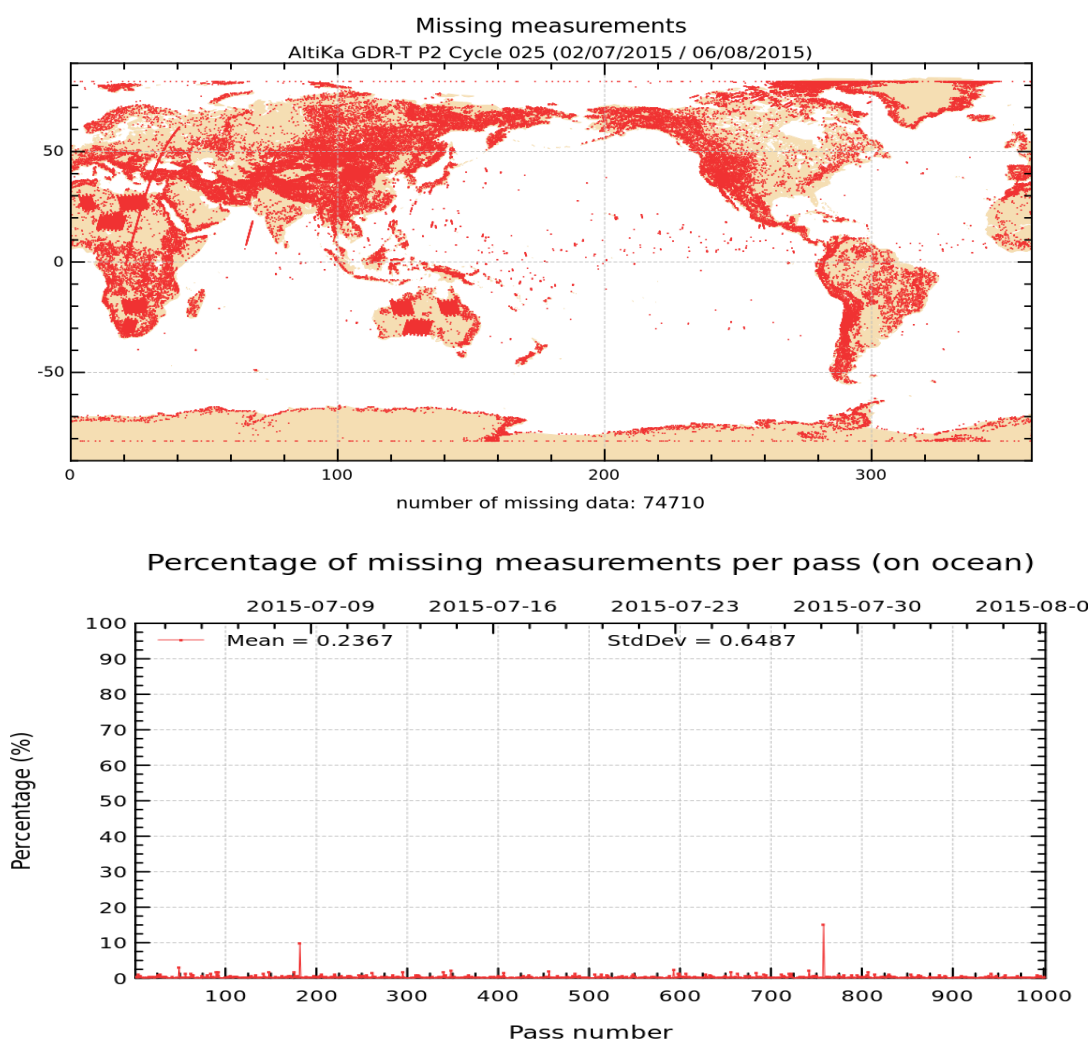 Missing measurements
AltiKa GDR-T P2 Cycle 025 (02/07/2015 / 06/08/2015)
50
0
-50
0 100 200 300
number of missing data: 74710
Percentage of missing measurements per pass (on ocean)
2015-07-09 2015-07-16 2015-07-23 2015-07-30 2015-08-0
Mean = 0.2367 StdDev = 0.6487
100
90
80
70
60
50
40
30
20
10
0
Percentage (%)
100 200 300 400 500 600 700 800 900 1000
Pass number